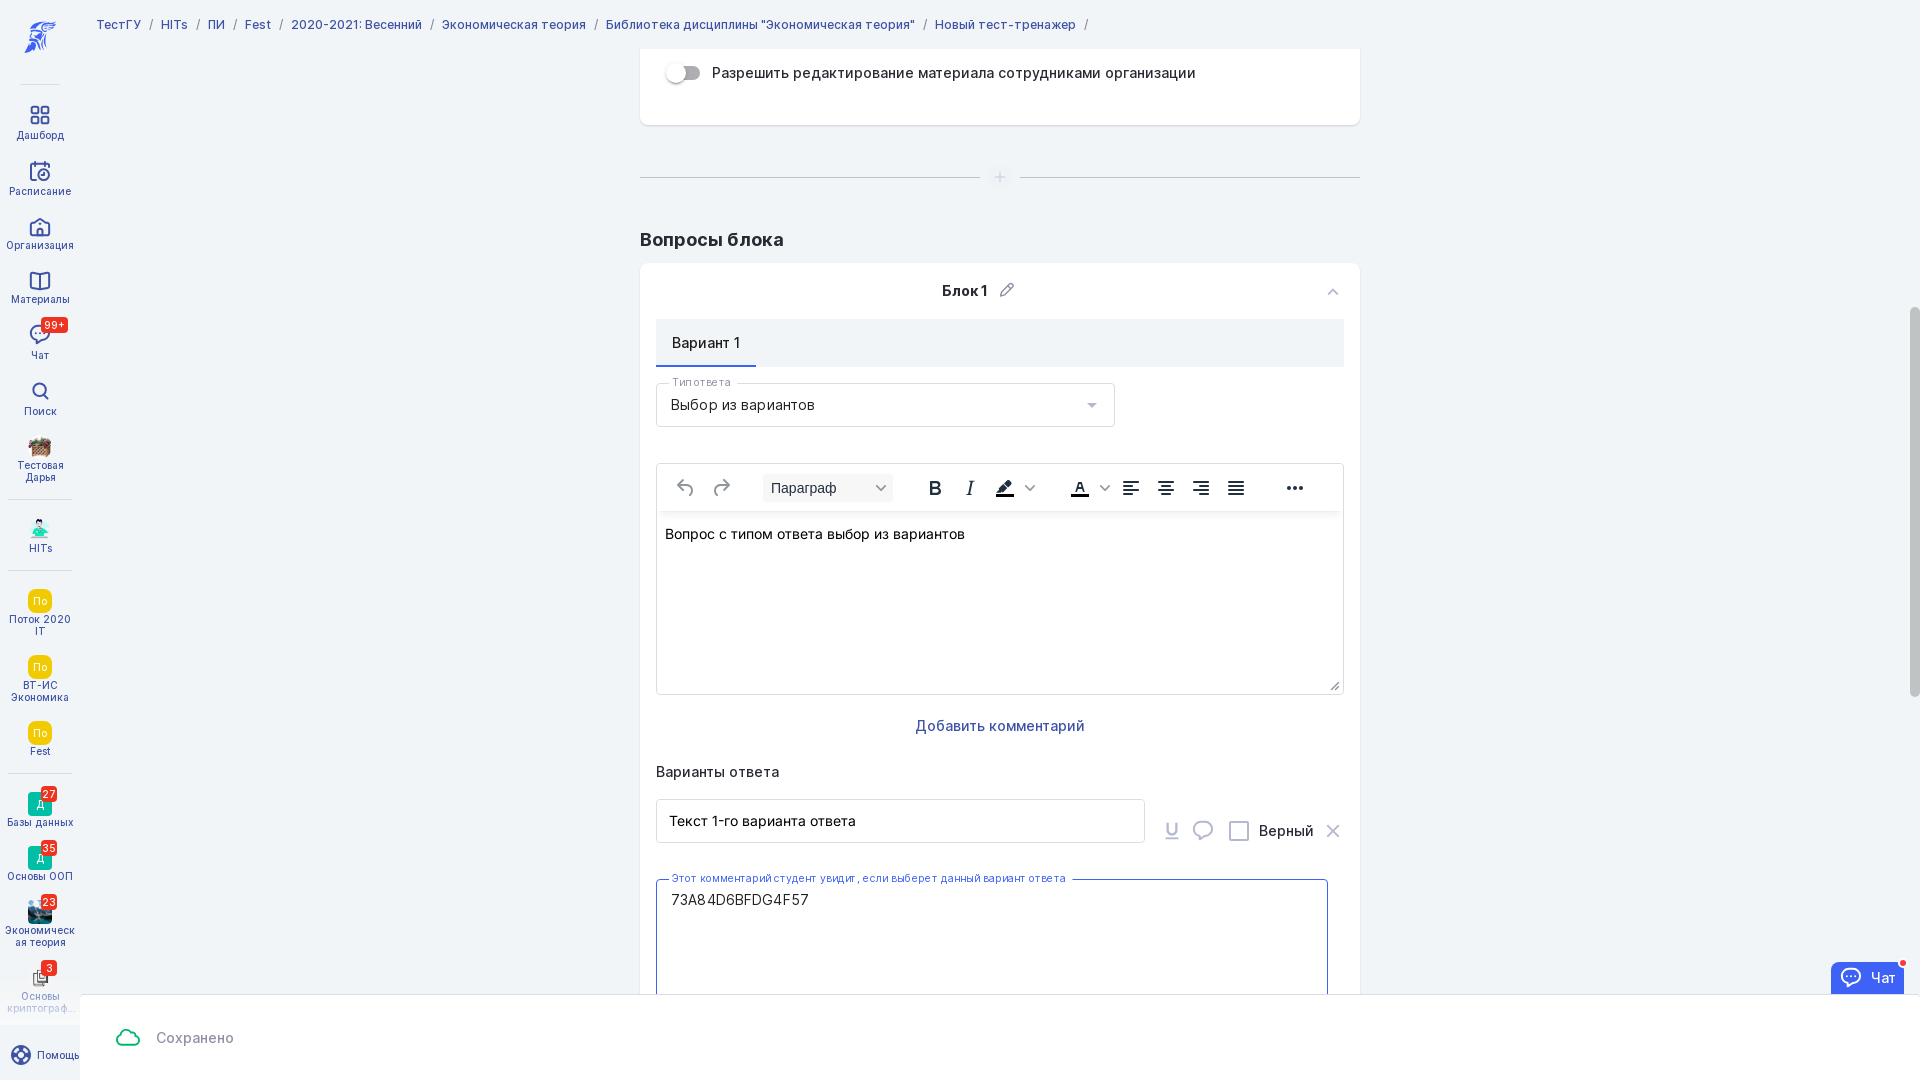 ТестГУ / HITs / ПИ / Fest / 2020-2021: Весенний / Экономическая теория / Библиотека дисциплины "Экономическая теория" / Новый тест-тренажер /
Разрешить редактирование материала сотрудниками организации
Дашборд
Расписание
Организация
Материалы
99+
Чат
Поиск
Тестовая
Дарья
HITs
По
Поток 2020
IT
По
ВТ-ИС
Экономика
По
Fest
27
Д
Базы данных
35
Д
Основы ООП
23
Экономическ
ая теория
3
Основы
криптограф...
Помощь
Вопросы блока
Блок 1
Вариант 1
Тип ответа
Выбор из вариантов
Параграф
Вопрос с типом ответа выбор из вариантов
Добавить комментарий
Варианты ответа
Текст 1-го варианта ответа
Верный
Этот комментарий студент увидит, если выберет данный вариант ответа
73A84D6BFDG4F57
Чат
Сохранено